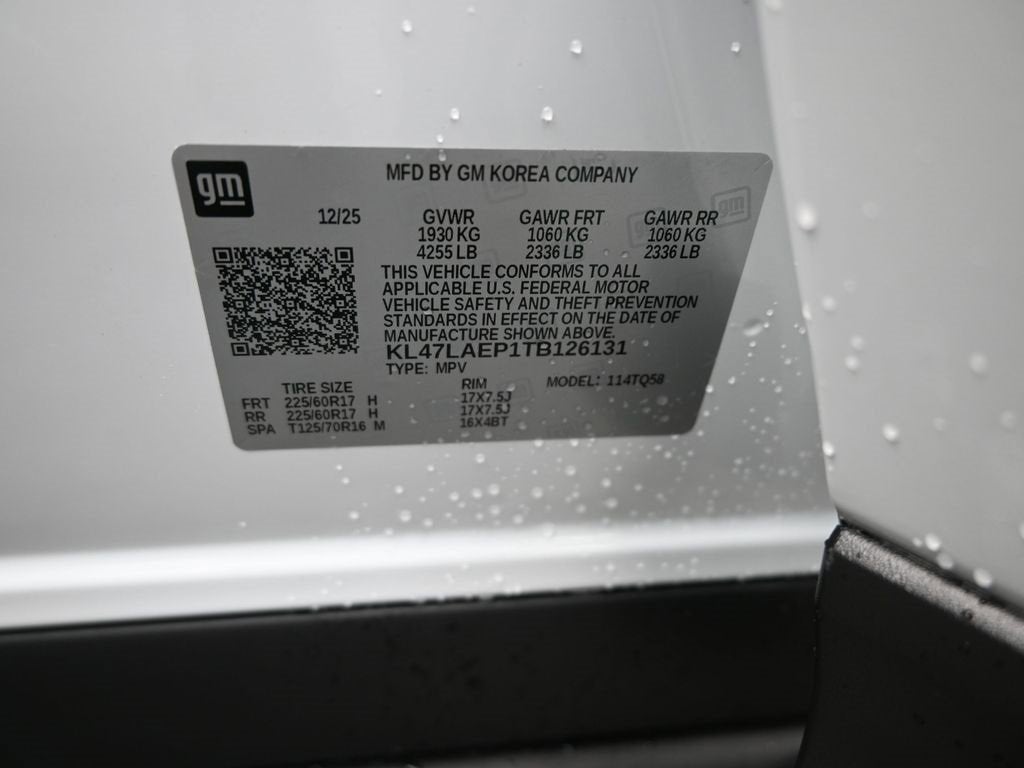 gm
MFD BY GM KOREA COMPANY
12/25 GVWR GAWR FRT GAWR RR
1930 KG 1060 KG 1060 KG
4255 LB 2336 LB 2336 LB
THIS VEHICLE CONFORMS TO ALL
APPLICABLE U.S. FEDERAL MOTOR
VEHICLE SAFETY AND THEFT PREVENTION
STANDARDS IN EFFECT ON THE DATE OF
MANUFACTURE SHOWN ABOVE.
KL47LAEP1TB126131
TYPE: MPV
TIRE SIZE RIM MODEL: 114TQ58
FRT 225/60R17 H 17X7.5J
RR 225/60R17 H 17X7.5J
SPA T125/70R16 M 16X4BT